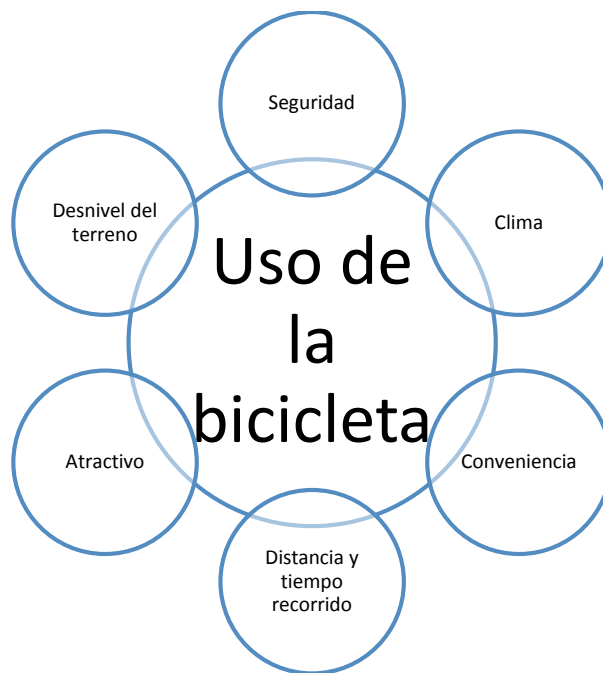 Seguridad
Desnivel del
terreno
Clima
Uso de
la
bicicleta
Atractivo
Conveniencia
Distancia y
tiempo
recorrido